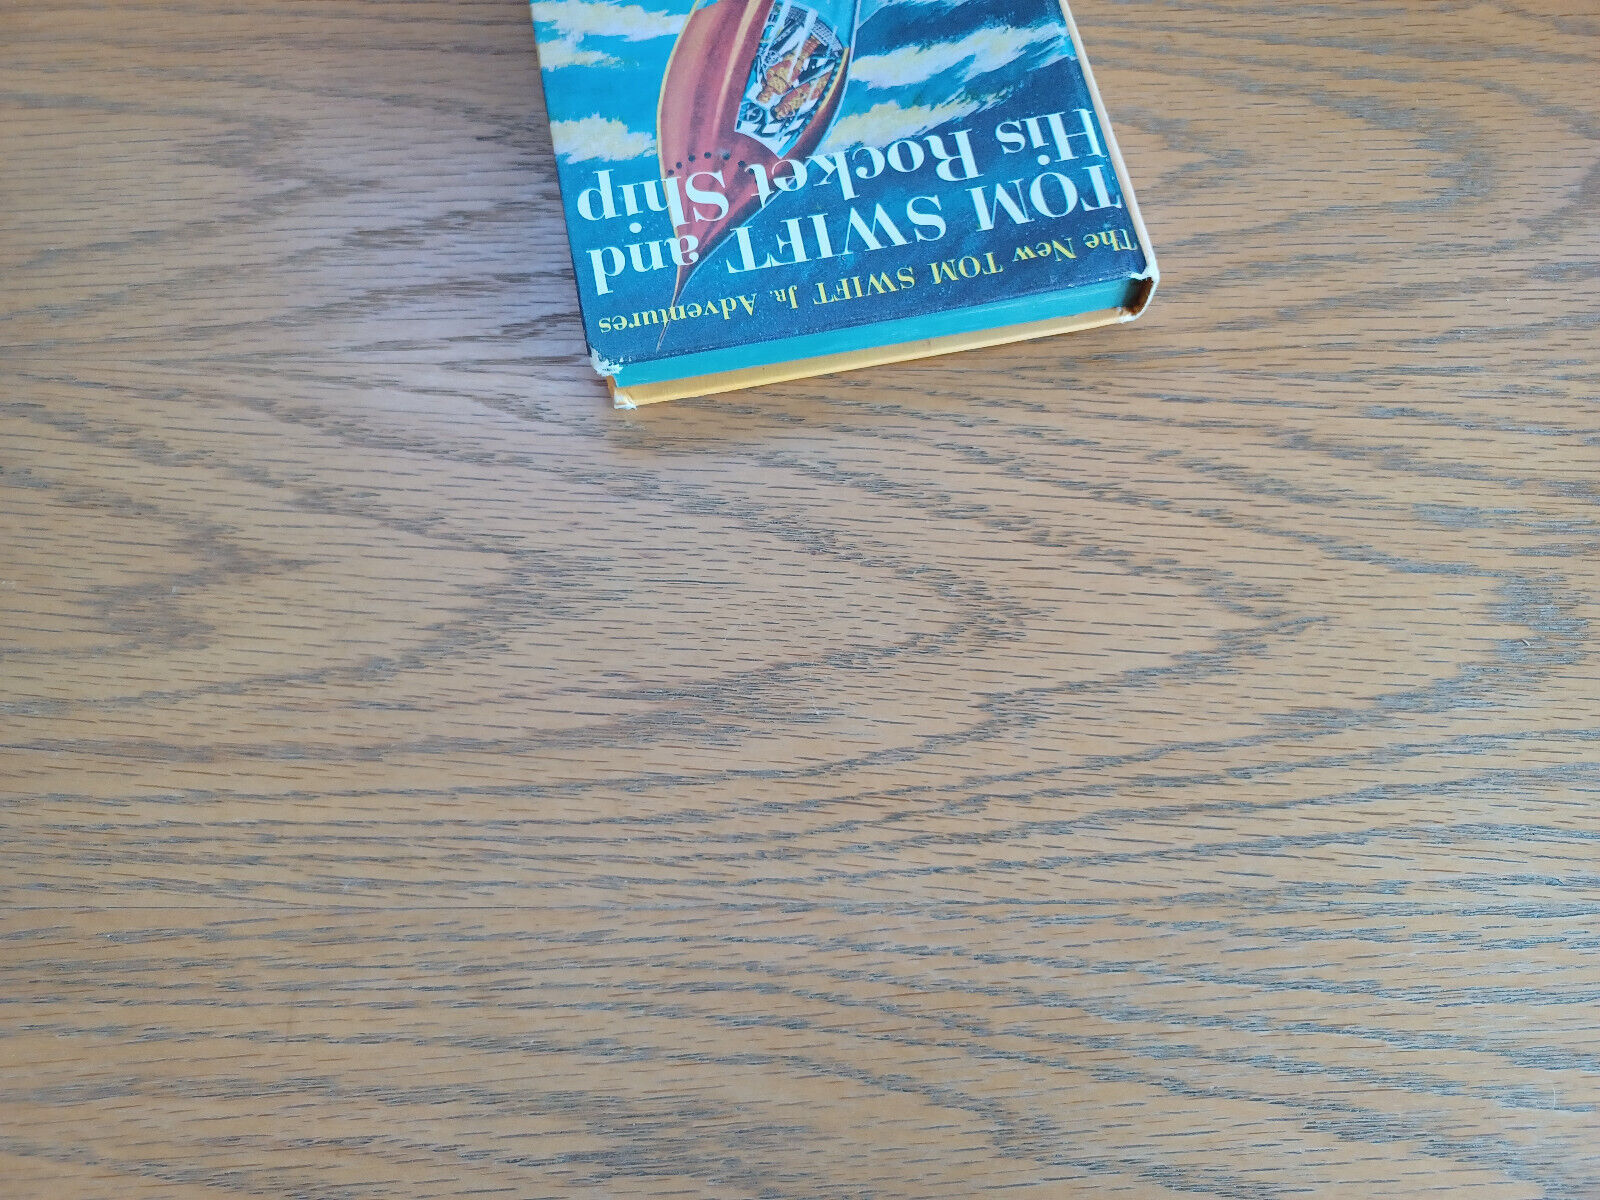 The New TOM SWIFT JR. Adventures
TOM SWIFT and
His Rocket Ship